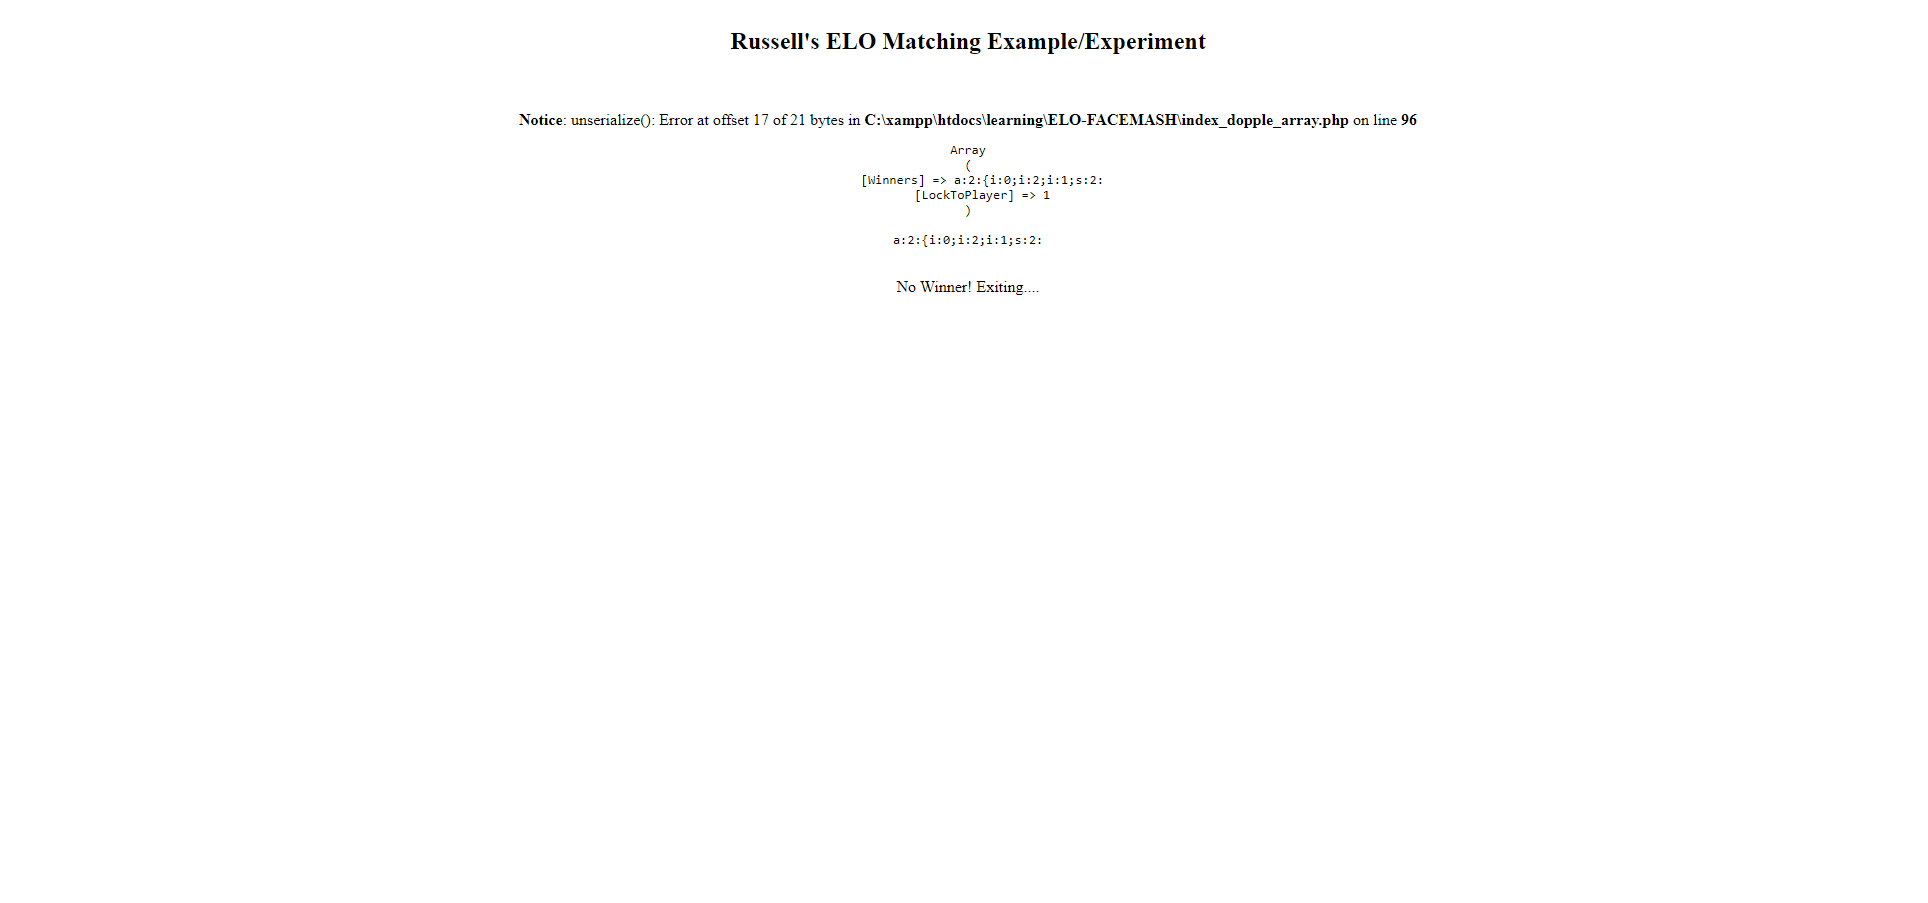 Russell's ELO Matching Example/Experiment
Notice: unserialize(): Error at offset 17 of 21 bytes in C:\xampp\htdocs\learning\ELO-FACEMASH\index_dopple_array.php on line 96
Array
(
[Winners] => a:2:{i:0;i:2;i:1;s:2:
[LockToPlayer] => 1
)
a:2:{i:0;i:2;i:1;s:2:
No Winner! Exiting....